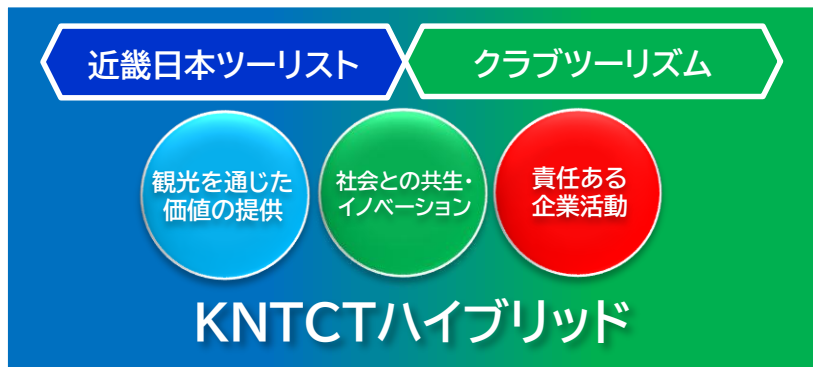 近畿日本ツーリスト
クラブツーリズム
観光を通じた
価値の提供
社会との共生・
イノベーション
責任ある
企業活動
KNTCTハイブリッド